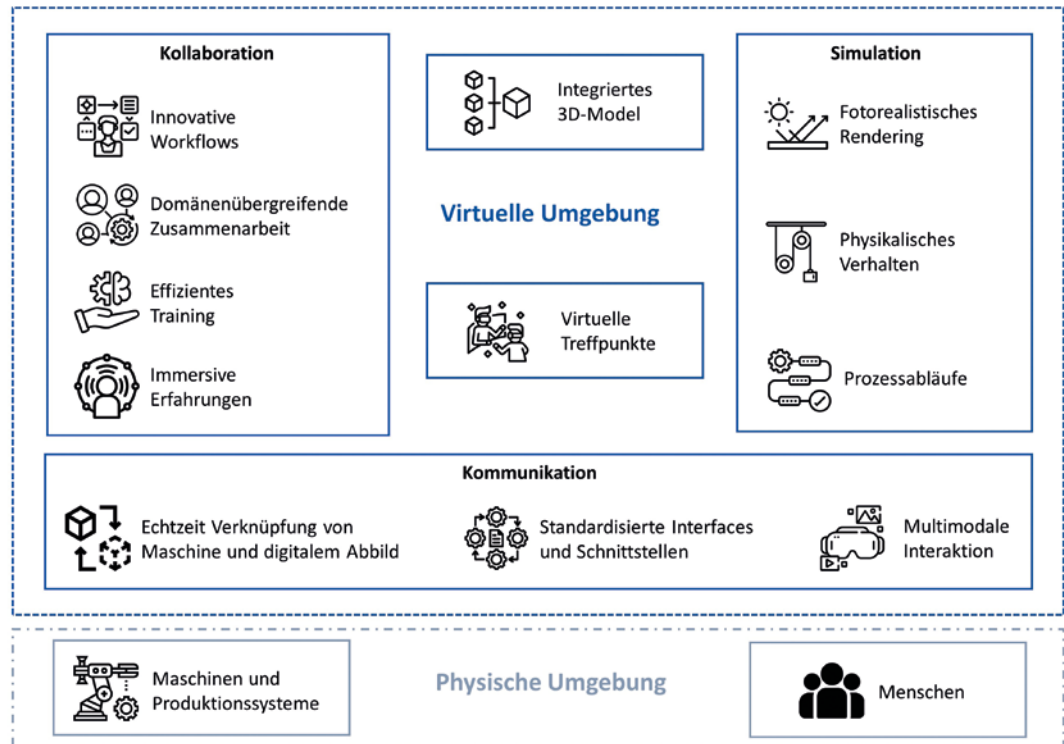 Kollaboration
Innovative
Workflows
Domänenübergreifende
Zusammenarbeit
Effizientes
Training
Immersive
Erfahrungen
Integriertes
3D-Model
Virtuelle Umgebung
Virtuelle
Treffpunkte
Simulation
Fotorealistisches
Rendering
Physikalisches
Verhalten
Prozessabläufe
Kommunikation
Echtzeit Verknüpfung von
Maschine und digitalem Abbild
Standardisierte Interfaces
und Schnittstellen
Multimodale
Interaktion
Maschinen und
Produktionssysteme
Physische Umgebung
Menschen